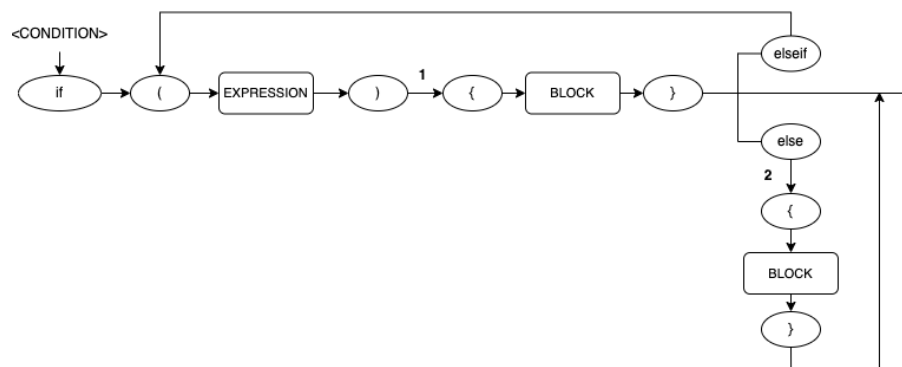 <CONDITION>
elseif
if
(
EXPRESSION
)
1
{
BLOCK
}
else
2
{
BLOCK
}